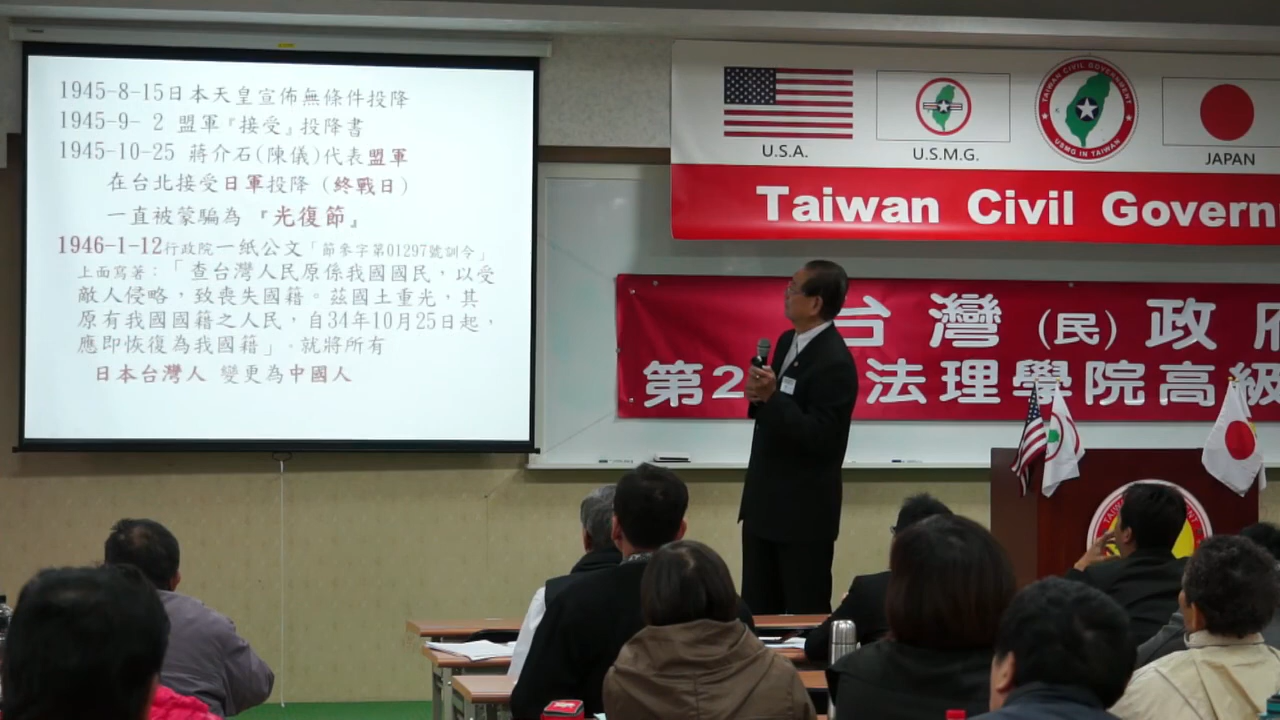 1945-8-15日本天皇宣佈無條件投降
1945-9- 2 盟軍『接受』投降書
1945-10-25 蔣介石(陳儀)代表盟軍
在台北接受日軍投降 (終戰日)
一直被蒙騙為 『光復節』
1946-1-12行政院一紙公文「節參字第01297號訓令」
上面寫著:「查台灣人民原係我國國民,以受
敵人侵略,致喪失國籍。茲國土重光,其
原有我國國籍之人民,自34年10月25日起,
應即恢復為我國籍」。就將所有
日本台灣人 變更為中國人
U.S.A.
U.S.M.G.
TAIWAN CIVIL GOVERNMENT
USMG IN TAIWAN
JAPAN
Taiwan Civil Govern
台灣(民)政府
第2
法理學院高級